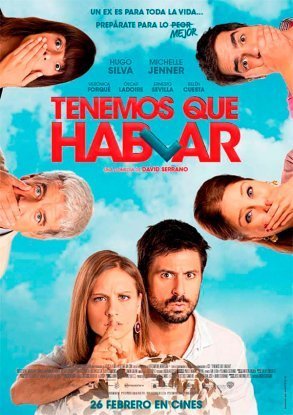 UN EX ES PARA TODA LA VIDA...
PREPÁRATE PARA LO PEOR
MEJOR
HUGO SILVA
MICHELLE JENNER
VERÓNICA FORQUÉ
ÓSCAR LADOIRE
ERNESTO SEVILLA
BELÉN CUESTA
TENEMOS QUE
HABLAR
UNA COMEDIA DE DAVID SERRANO
26 FEBRERO EN CINES